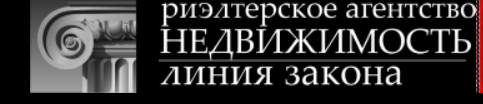 риэлтерское агентство
НЕДВИЖИМОСТЬ
линия закона